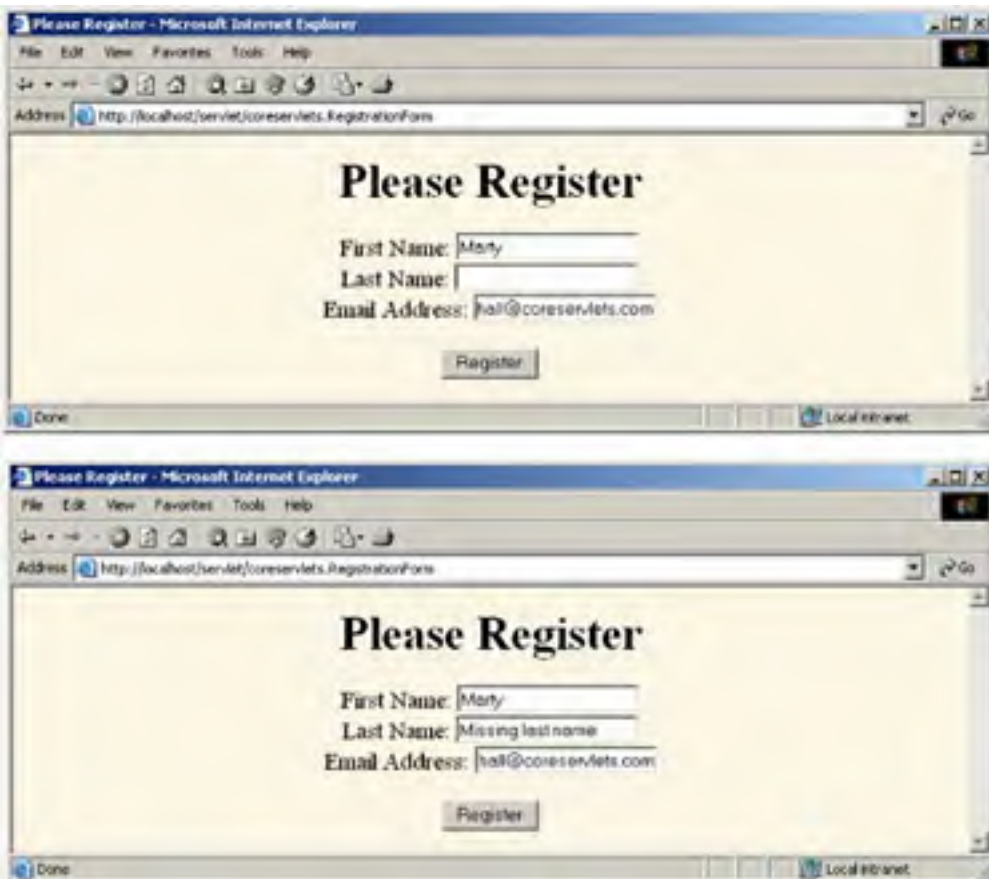 Please Register - Microsoft Internet Explorer
File Edit View Favorites Tools Help
Address http://localhost/servlet/coreservlets.RegistrationForm Go
Please Register
First Name: Marty
Last Name:
Email Address: hall@coreservlets.com
Register
Done Local intranet
Please Register - Microsoft Internet Explorer
File Edit View Favorites Tools Help
Address http://localhost/servlet/coreservlets.RegistrationForm Go
Please Register
First Name: Marty
Last Name: Missing last name
Email Address: hall@coreservlets.com
Register
Done Local intranet